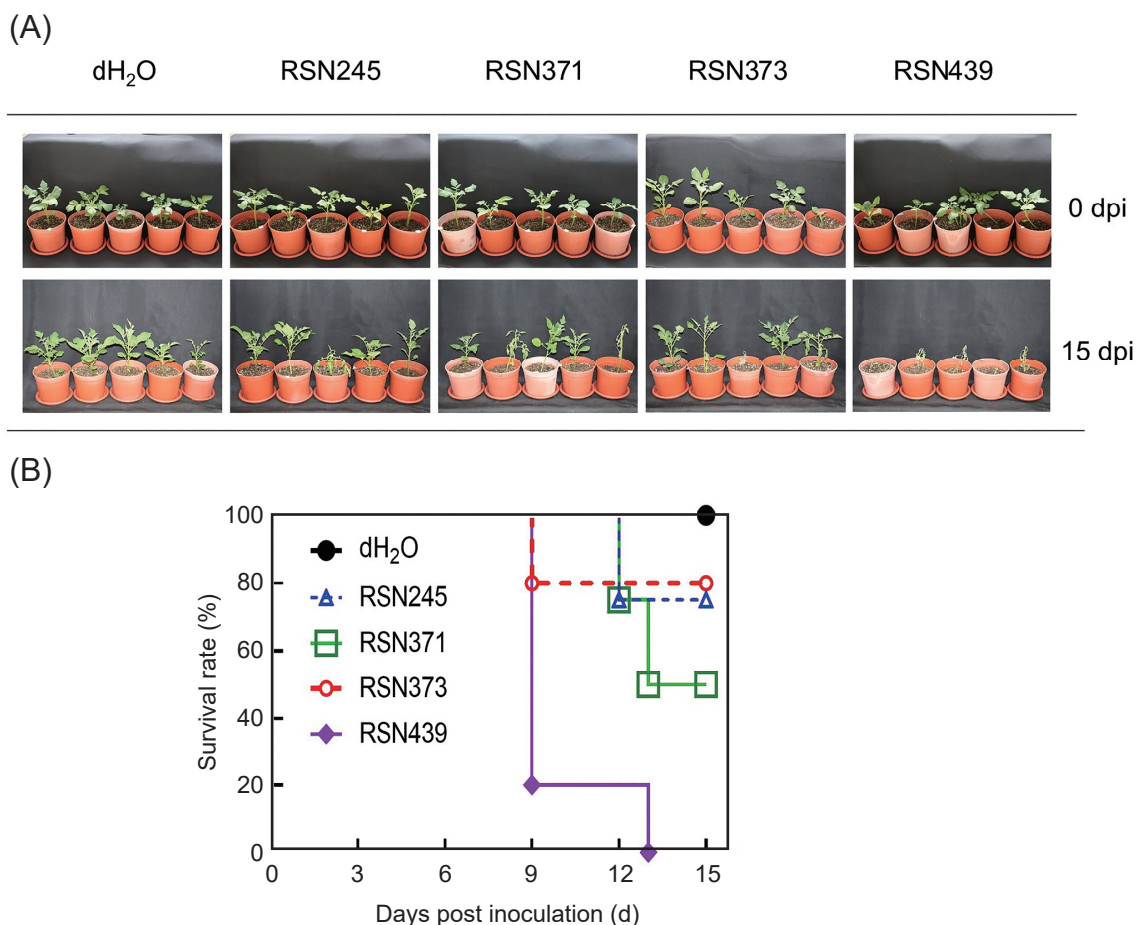 (A)
dH₂O RSN245 RSN371 RSN373 RSN439
0 dpi
15 dpi
(B)
100
80
60
40
20
0
Survival rate (%)
dH₂O
RSN245
RSN371
RSN373
RSN439
0 3 6 9 12 15
Days post inoculation (d)